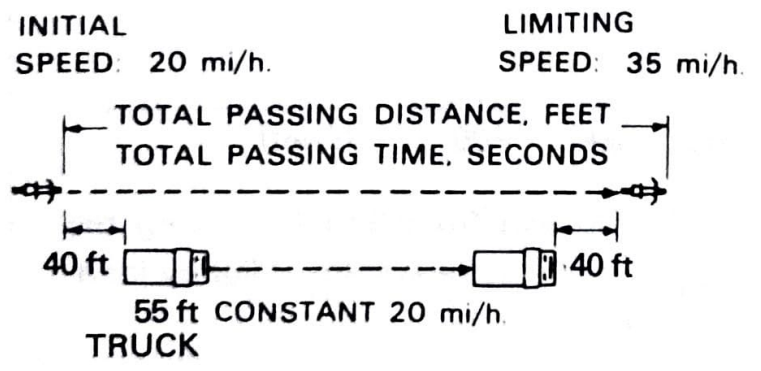 INITIAL
SPEED: 20 mi/h.
LIMITING
SPEED: 35 mi/h.
TOTAL PASSING DISTANCE, FEET
TOTAL PASSING TIME, SECONDS
40 ft
40 ft
55 ft CONSTANT 20 mi/h.
TRUCK